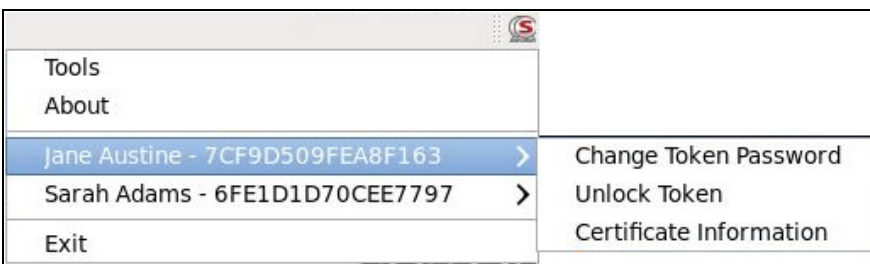 Tools
About
Jane Austine - 7CF9D509FEA8F163
Sarah Adams - 6FE1D1D70CEE7797
Exit
Change Token Password
Unlock Token
Certificate Information